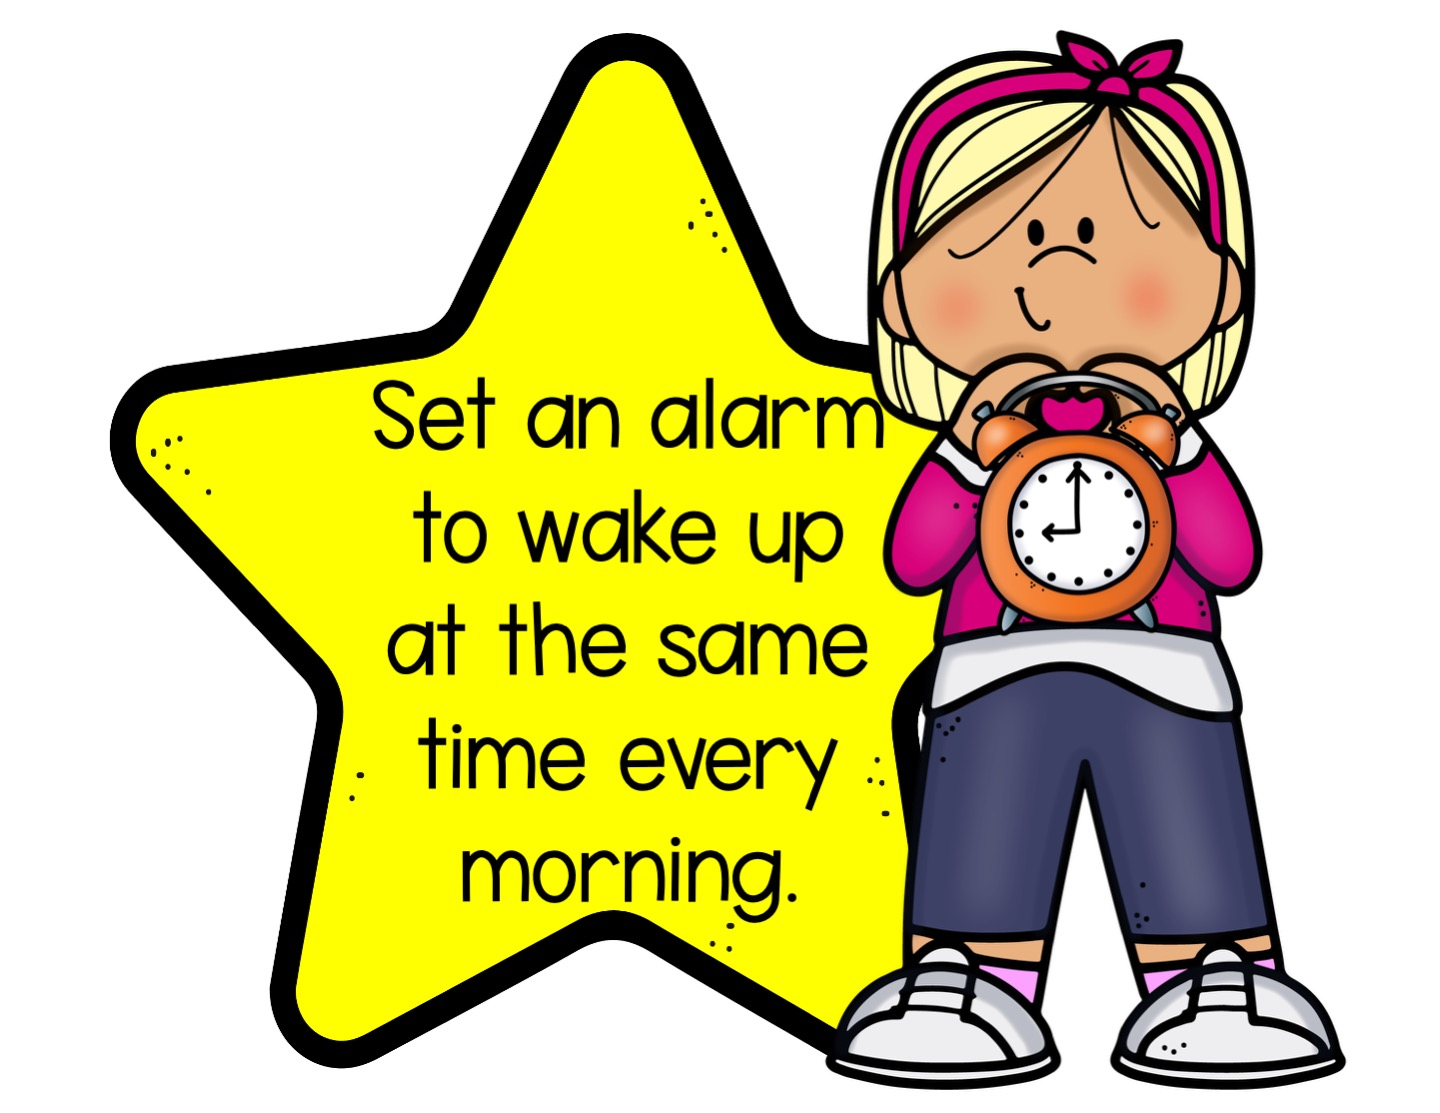 Set an alarm
to wake up
at the same
time every
morning.